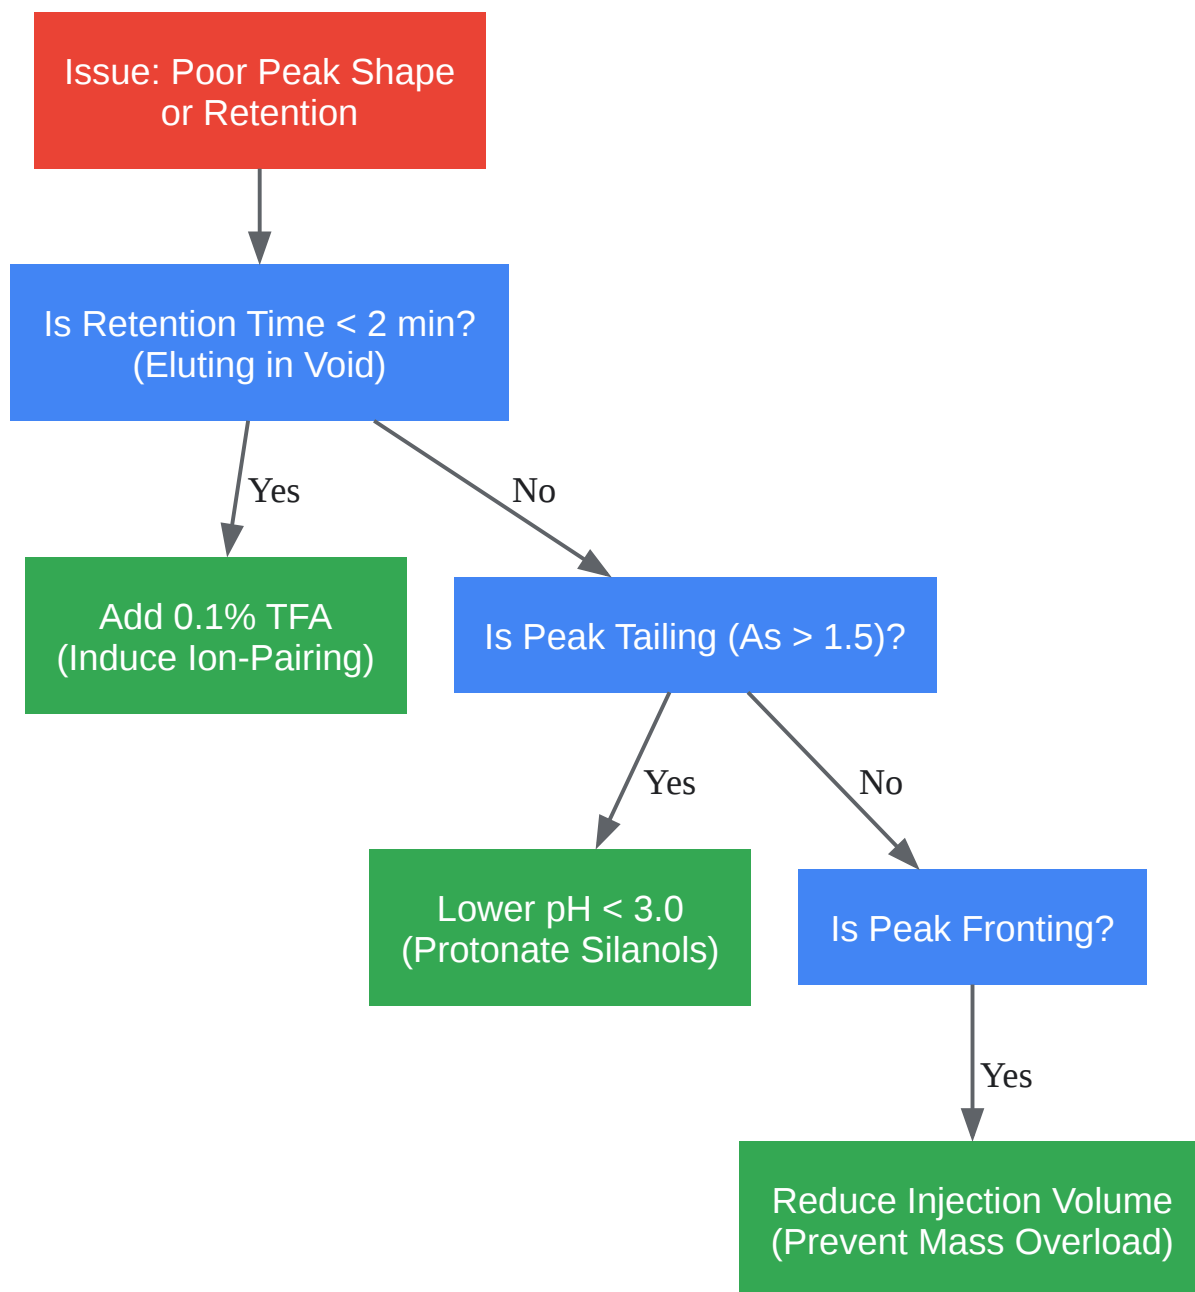 Issue: Poor Peak Shape
or Retention
Is Retention Time < 2 min?
(Eluting in Void)
Yes
No
Add 0.1% TFA
(Induce Ion-Pairing)
Is Peak Tailing (As > 1.5)?
Yes
No
Lower pH < 3.0
(Protonate Silanols)
Is Peak Fronting?
Yes
Reduce Injection Volume
(Prevent Mass Overload)